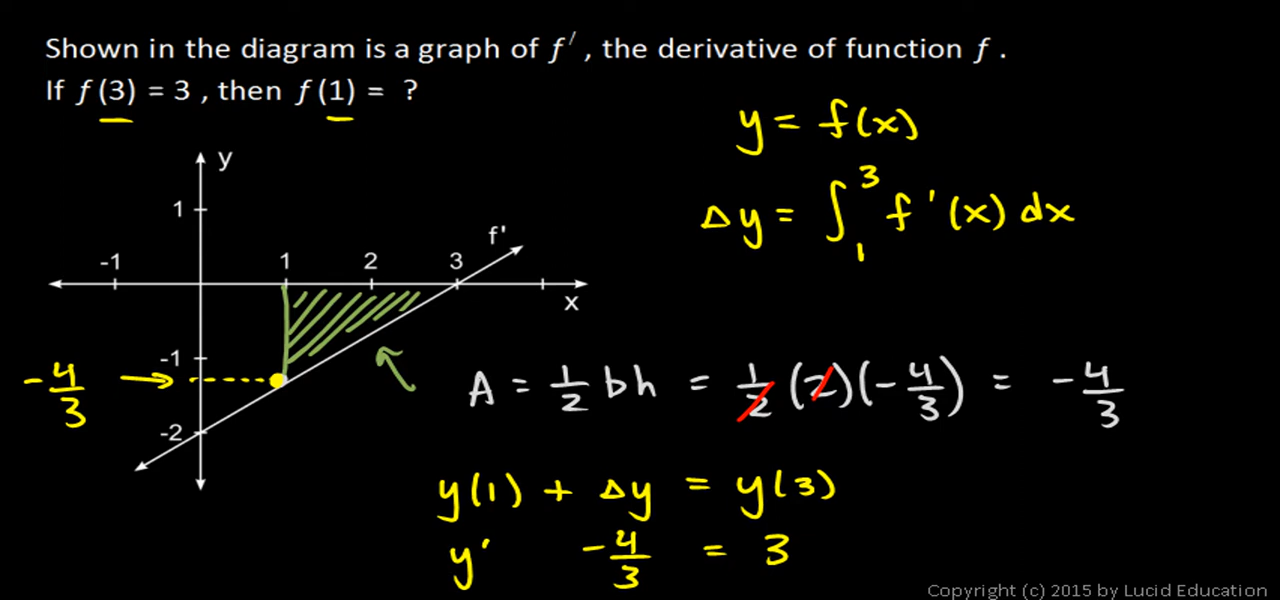 Shown in the diagram is a graph of f', the derivative of function f .
If f (3) = 3 , then f (1) = ?
y = f(x)
Δy = ∫₁³ f'(x) dx
y
1
f'
-1 1 2 3
x
-1
-2
-4/3 →
A = 1/2 bh = 1/2 (2)(-4/3) = -4/3
y(1) + Δy = y(3)
y' -4/3 = 3
Copyright (c) 2015 by Lucid Education